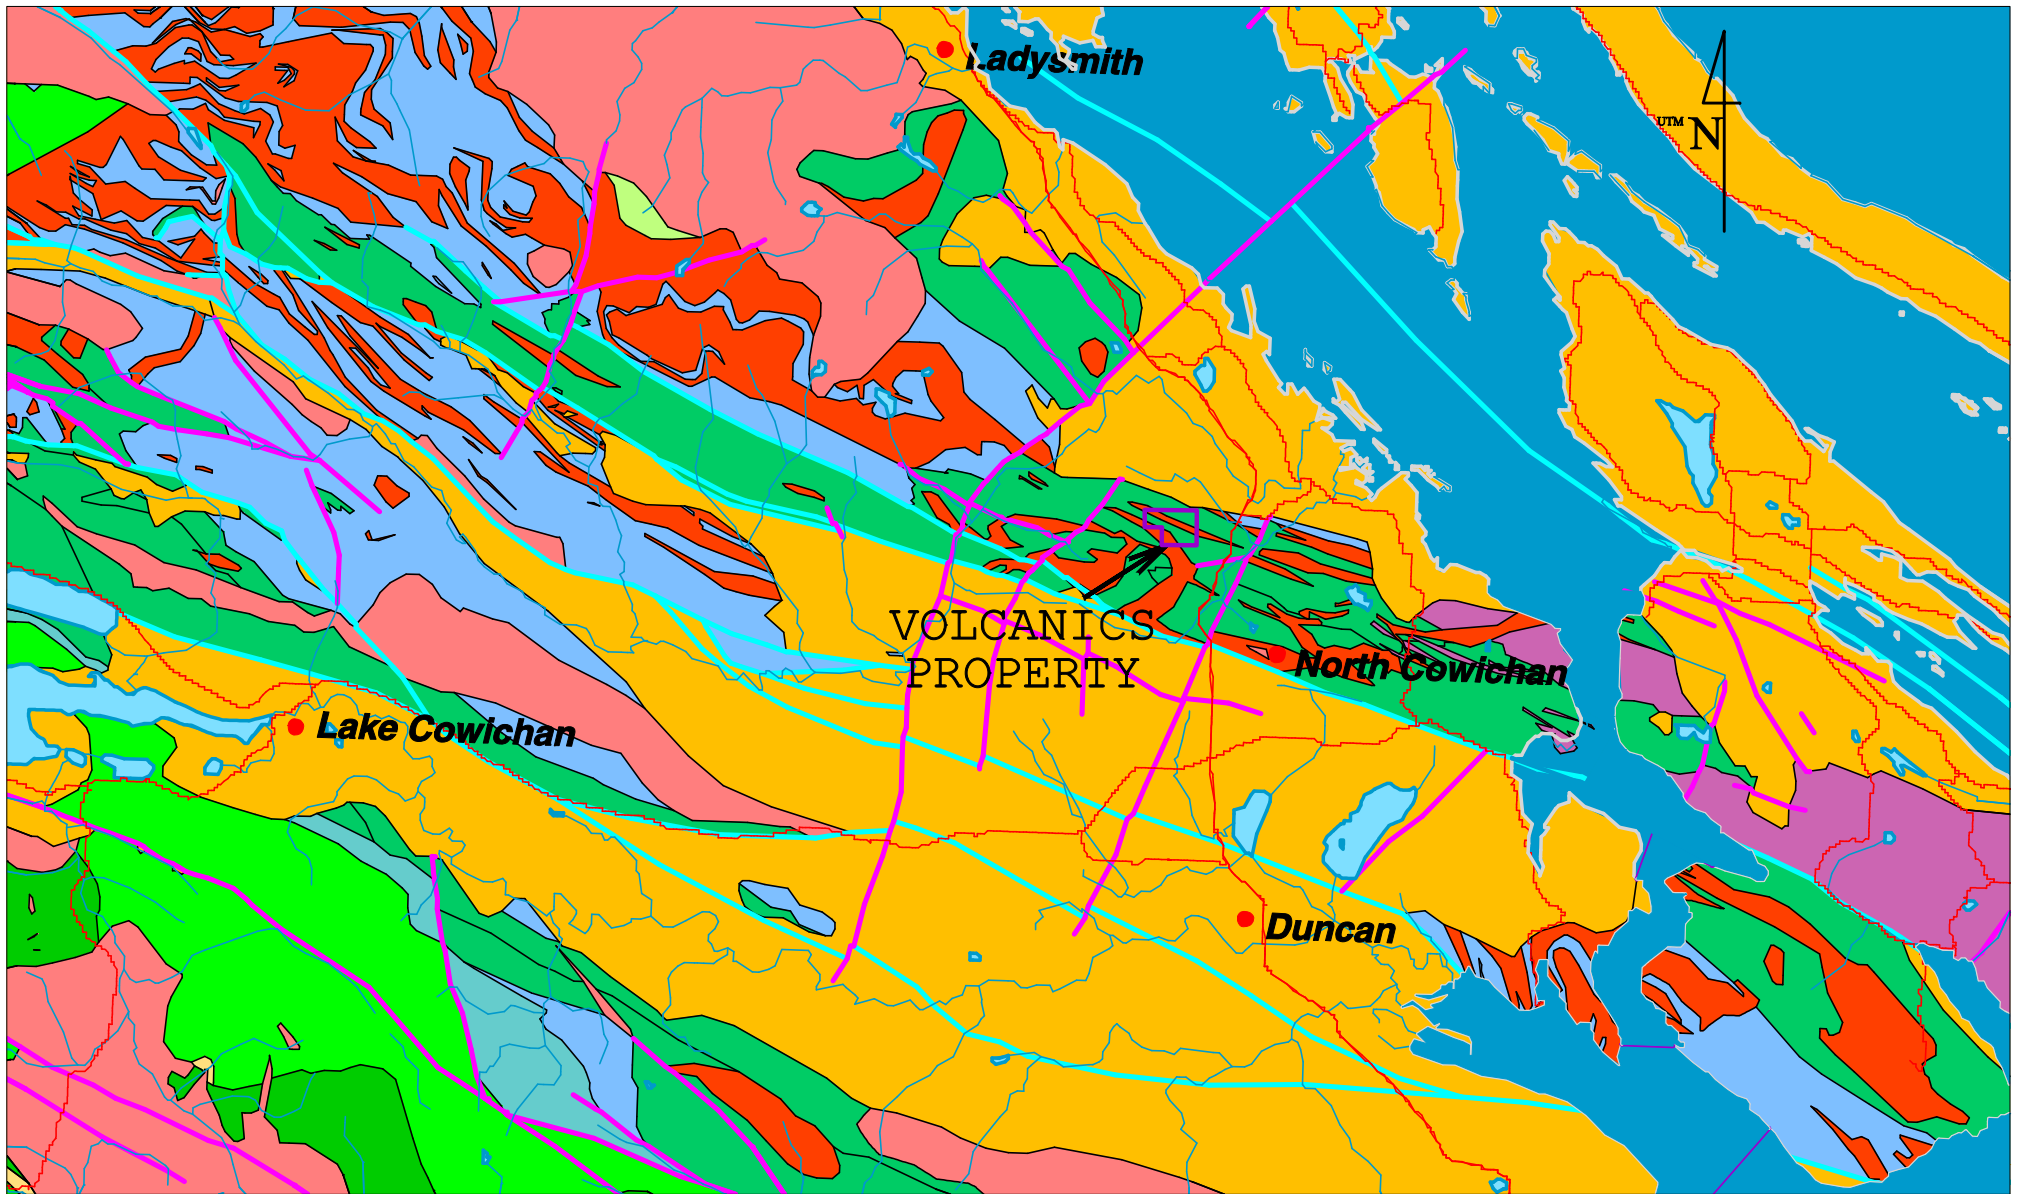 Ladysmith
UTM N
VOLCANICS
PROPERTY
North Cowichan
Lake Cowichan
Duncan